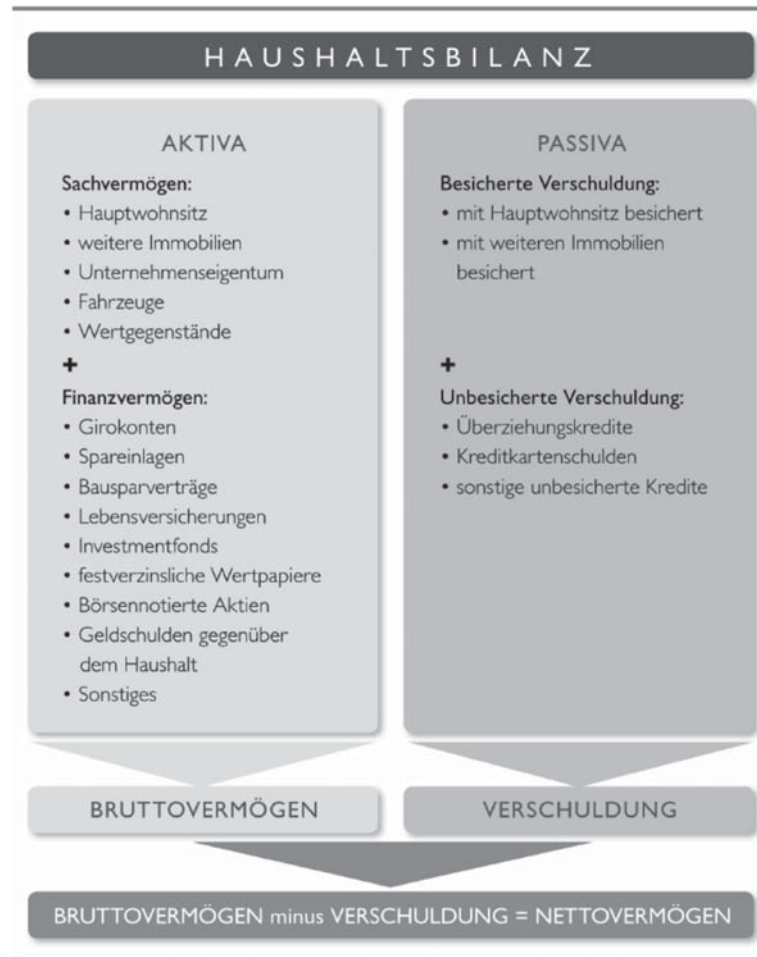 HAUSHALTSBILANZ
AKTIVA
Sachvermögen:
• Hauptwohnsitz
• weitere Immobilien
• Unternehmenseigentum
• Fahrzeuge
• Wertgegenstände
+
Finanzvermögen:
• Girokonten
• Spareinlagen
• Bausparverträge
• Lebensversicherungen
• Investmentfonds
• festverzinsliche Wertpapiere
• Börsennotierte Aktien
• Geldschulden gegenüber
dem Haushalt
• Sonstiges
PASSIVA
Besicherte Verschuldung:
• mit Hauptwohnsitz besichert
• mit weiteren Immobilien
besichert
+
Unbesicherte Verschuldung:
• Überziehungskredite
• Kreditkartenschulden
• sonstige unbesicherte Kredite
BRUTTOVERMÖGEN
VERSCHULDUNG
BRUTTOVERMÖGEN minus VERSCHULDUNG = NETTOVERMÖGEN